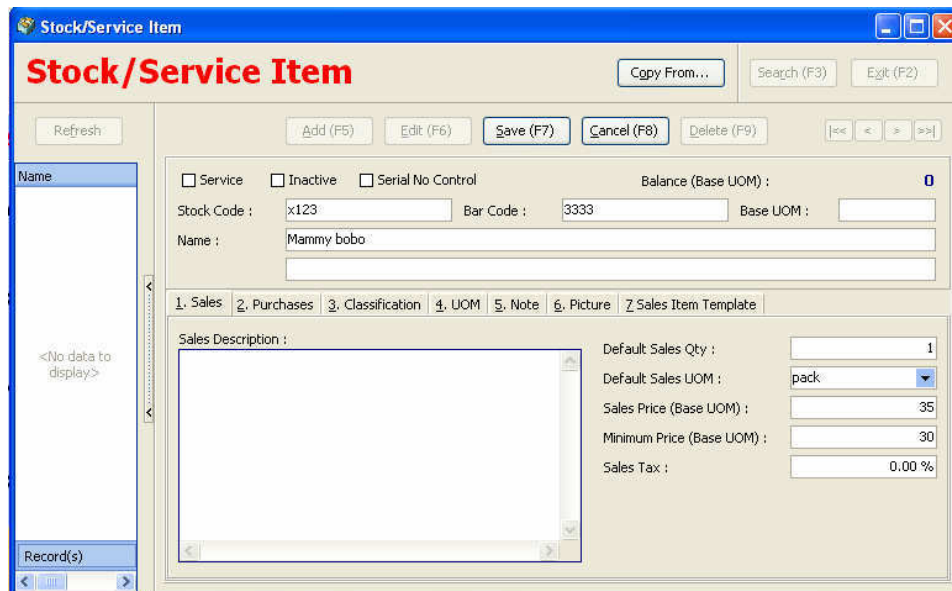 Stock/Service Item
Stock/Service Item
Copy From...
Search (F3)
Exit (F2)
Refresh
Add (F5)
Edit (F6)
Save (F7)
Cancel (F8)
Delete (F9)
|<<
<
>
>>|
Name
Service
Inactive
Serial No Control
Balance (Base UOM) :
0
Stock Code :
x123
Bar Code :
3333
Base UOM :
Name :
Mammy bobo
1. Sales
2. Purchases
3. Classification
4. UOM
5. Note
6. Picture
7 Sales Item Template
Sales Description :
<No data to
display>
Default Sales Qty :
1
Default Sales UOM :
pack
Sales Price (Base UOM) :
35
Minimum Price (Base UOM) :
30
Sales Tax :
0.00 %
Record(s)